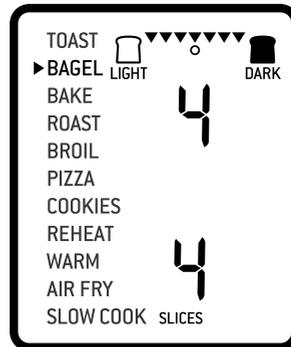 TOAST
▶BAGEL LIGHT DARK
BAKE 4
ROAST
BROIL
PIZZA
COOKIES
REHEAT
WARM 4
AIR FRY
SLOW COOK SLICES